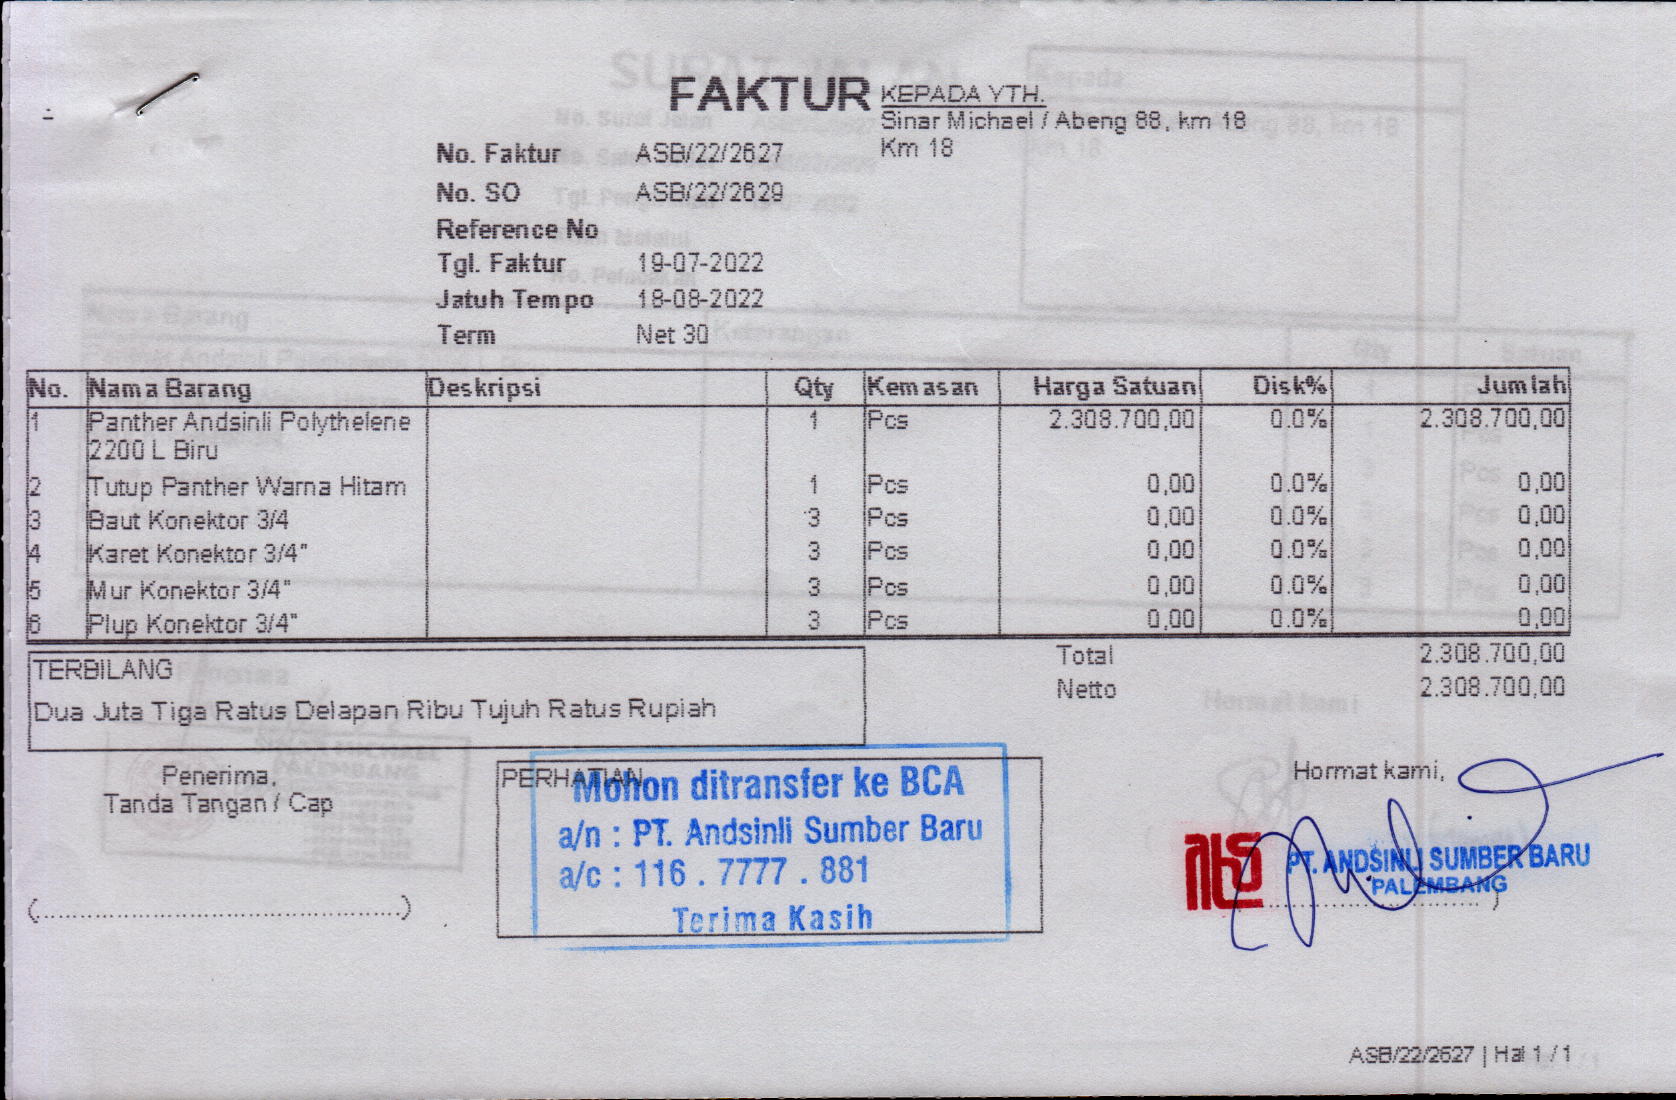 FAKTUR
KEPADA YTH.
Sinar Michael / Abeng 88, km 18
Km 18
No. Faktur ASB/22/2627
No. SO ASB/22/2629
Reference No
Tgl. Faktur 19-07-2022
Jatuh Tempo 18-08-2022
Term Net 30
No. Nama Barang Deskripsi Qty Kemasan Harga Satuan Disk% Jumlah
1 Panther Andsinli Polythelene 1 Pcs 2.308.700,00 0.0% 2.308.700,00
2200 L Biru
2 Tutup Panther Warna Hitam 1 Pcs 0,00 0.0% 0,00
3 Baut Konektor 3/4 3 Pcs 0,00 0.0% 0,00
4 Karet Konektor 3/4" 3 Pcs 0,00 0.0% 0,00
5 Mur Konektor 3/4" 3 Pcs 0,00 0.0% 0,00
6 Plup Konektor 3/4" 3 Pcs 0,00 0.0% 0,00
Total 2.308.700,00
Netto 2.308.700,00
TERBILANG
Dua Juta Tiga Ratus Delapan Ribu Tujuh Ratus Rupiah
Penerima,
Tanda Tangan / Cap
(................................................)
PERHATIAN
Mohon ditransfer ke BCA
a/n : PT. Andsinli Sumber Baru
a/c : 116 . 7777 . 881
Terima Kasih
Hormat kami,
PT. ANDSINLI SUMBER BARU
PALEMBANG
ASB/22/2627 | Hal 1 / 1